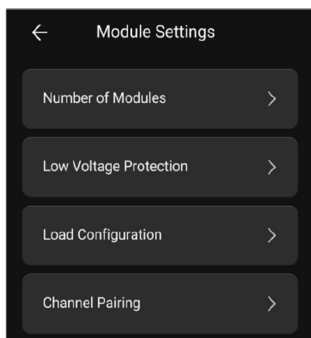 Module Settings
Number of Modules
Low Voltage Protection
Load Configuration
Channel Pairing